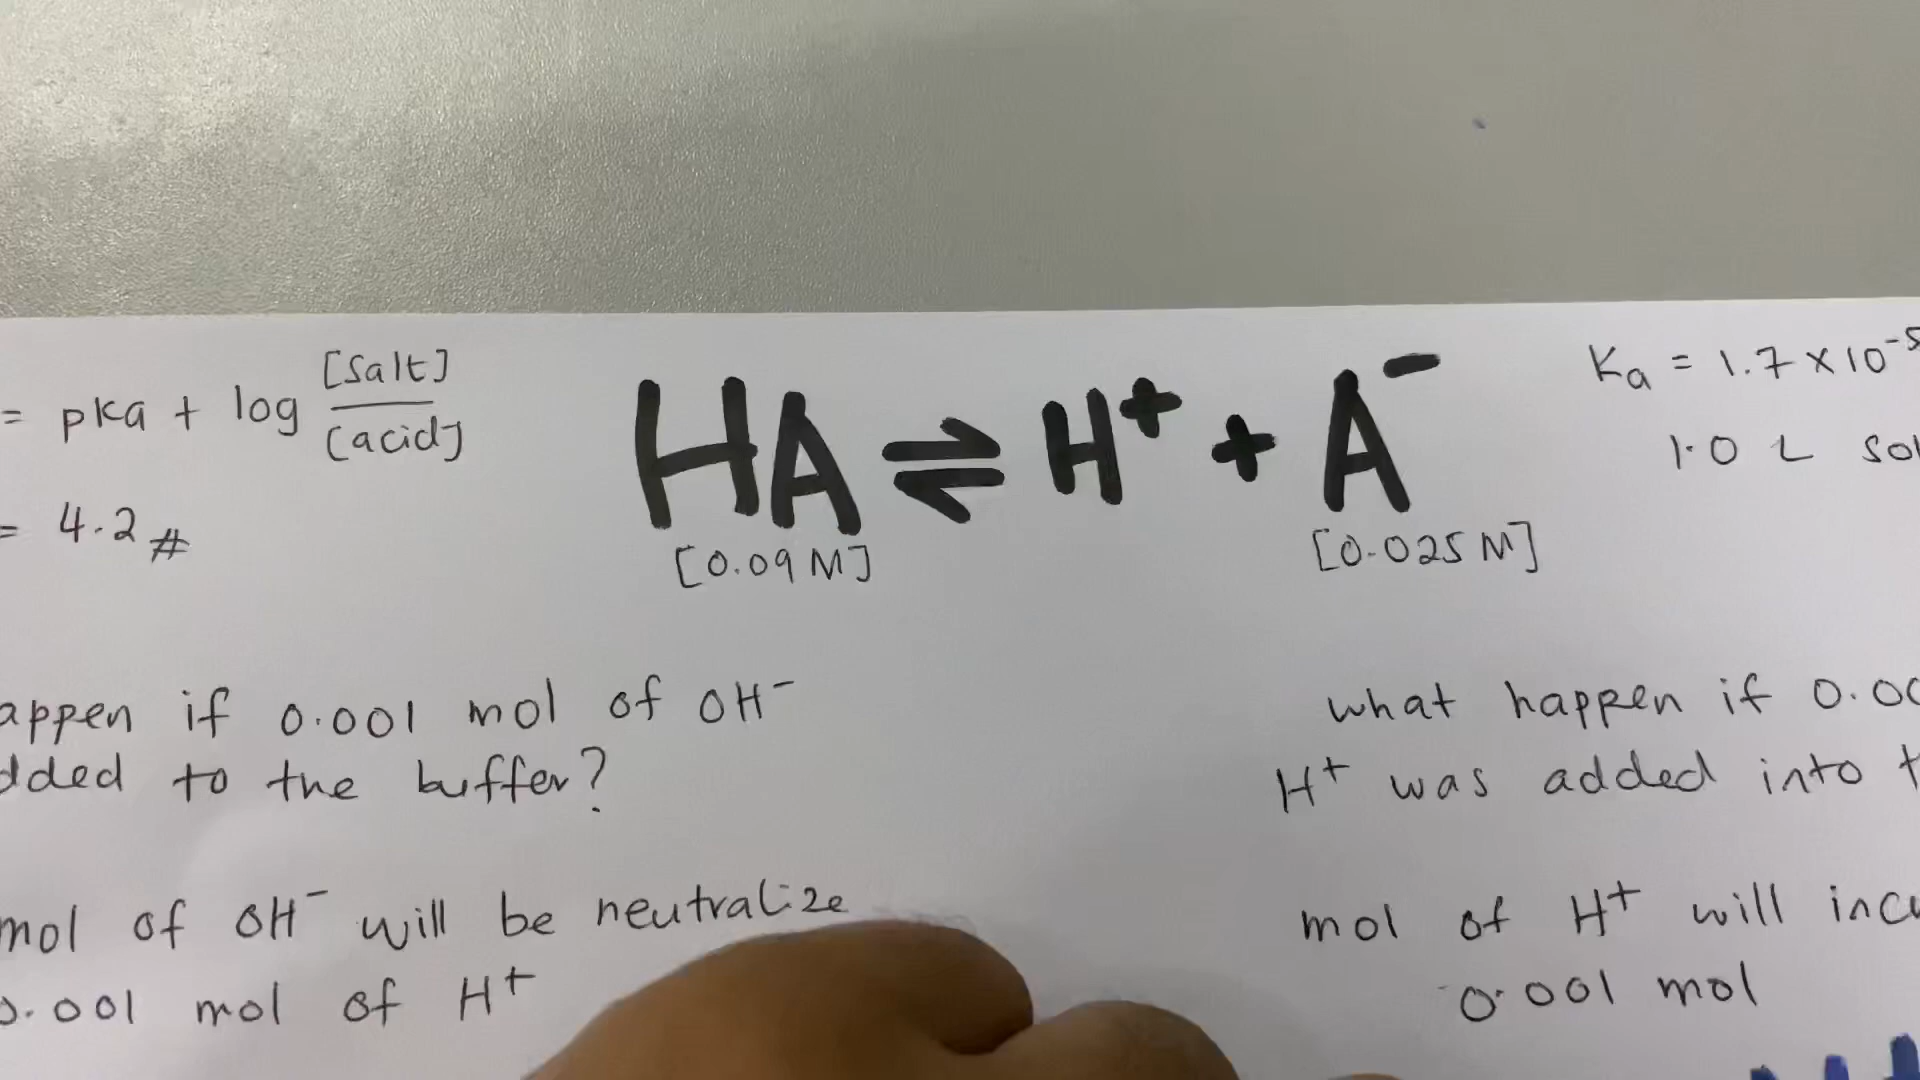 = pka + log [salt]
[acid]
= 4.2 #
HA ⇌ H⁺ + A⁻
[0.09 M]
[0.025 M]
Ka = 1.7 × 10⁻⁵
1.0 L
if 0.001 mol of OH⁻
to the buffer?
mol of OH⁻ will be neutralize
0.001 mol of H⁺
what happen if
H⁺ was added into
mol of H⁺ will
0.001 mol